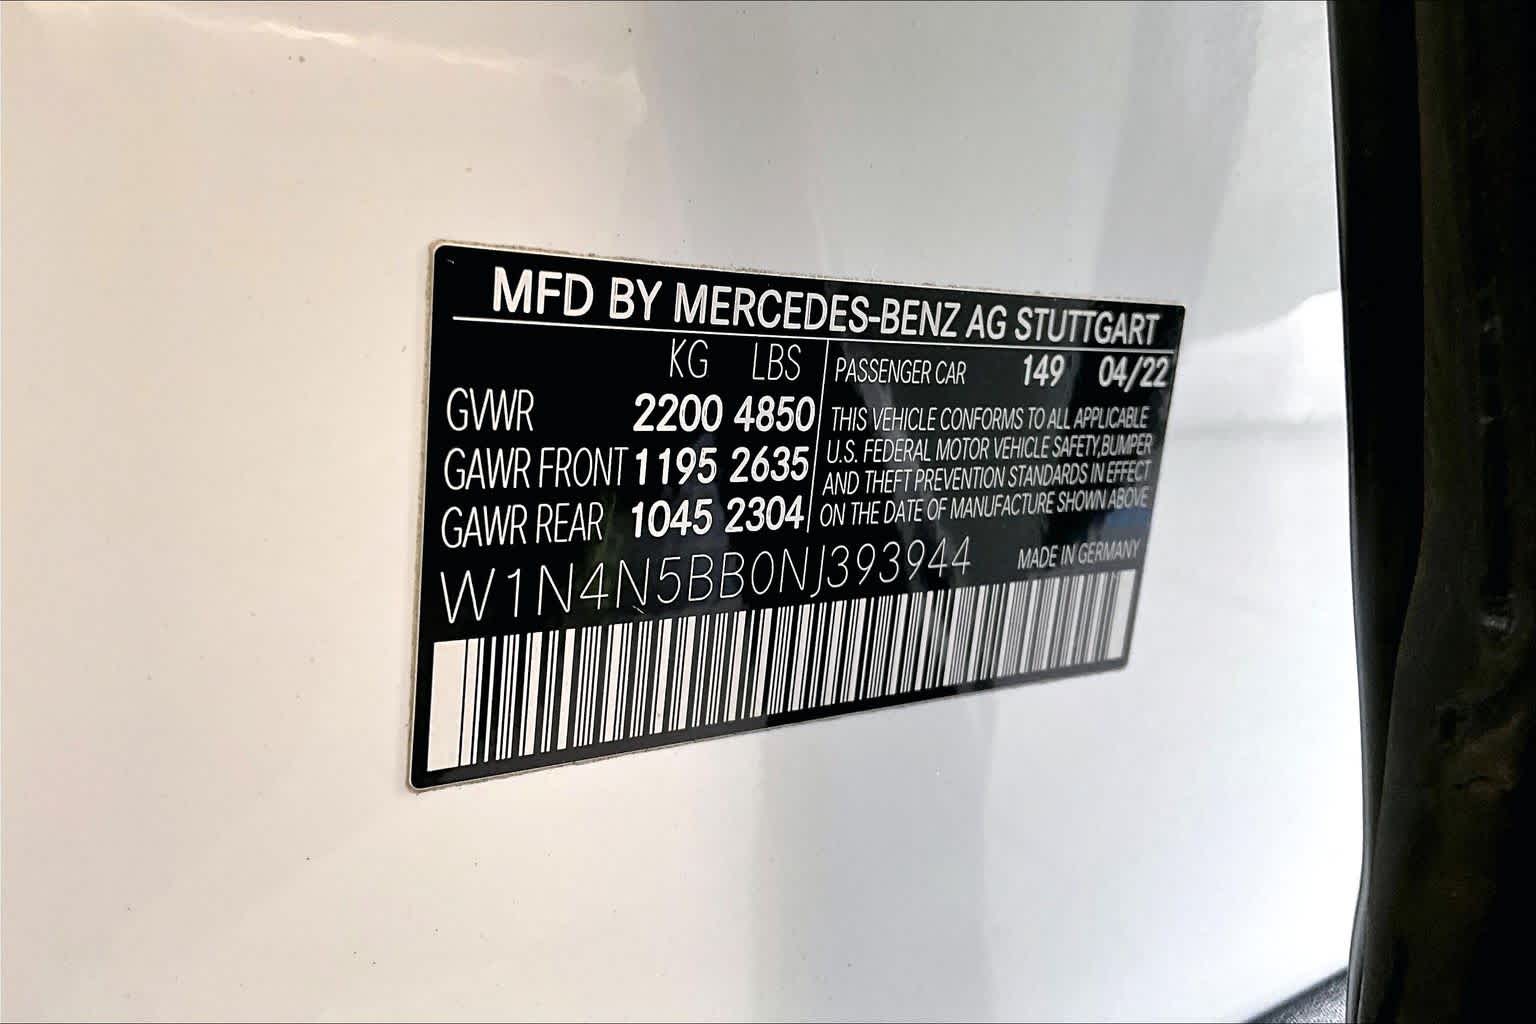 MFD BY MERCEDES-BENZ AG STUTTGART
KG LBS
GVWR 2200 4850
GAWR FRONT 1195 2635
GAWR REAR 1045 2304
PASSENGER CAR 149 04/22
THIS VEHICLE CONFORMS TO ALL APPLICABLE
U.S. FEDERAL MOTOR VEHICLE SAFETY,BUMPER
AND THEFT PREVENTION STANDARDS IN EFFECT
ON THE DATE OF MANUFACTURE SHOWN ABOVE
W1N4N5BB0NJ393944 MADE IN GERMANY